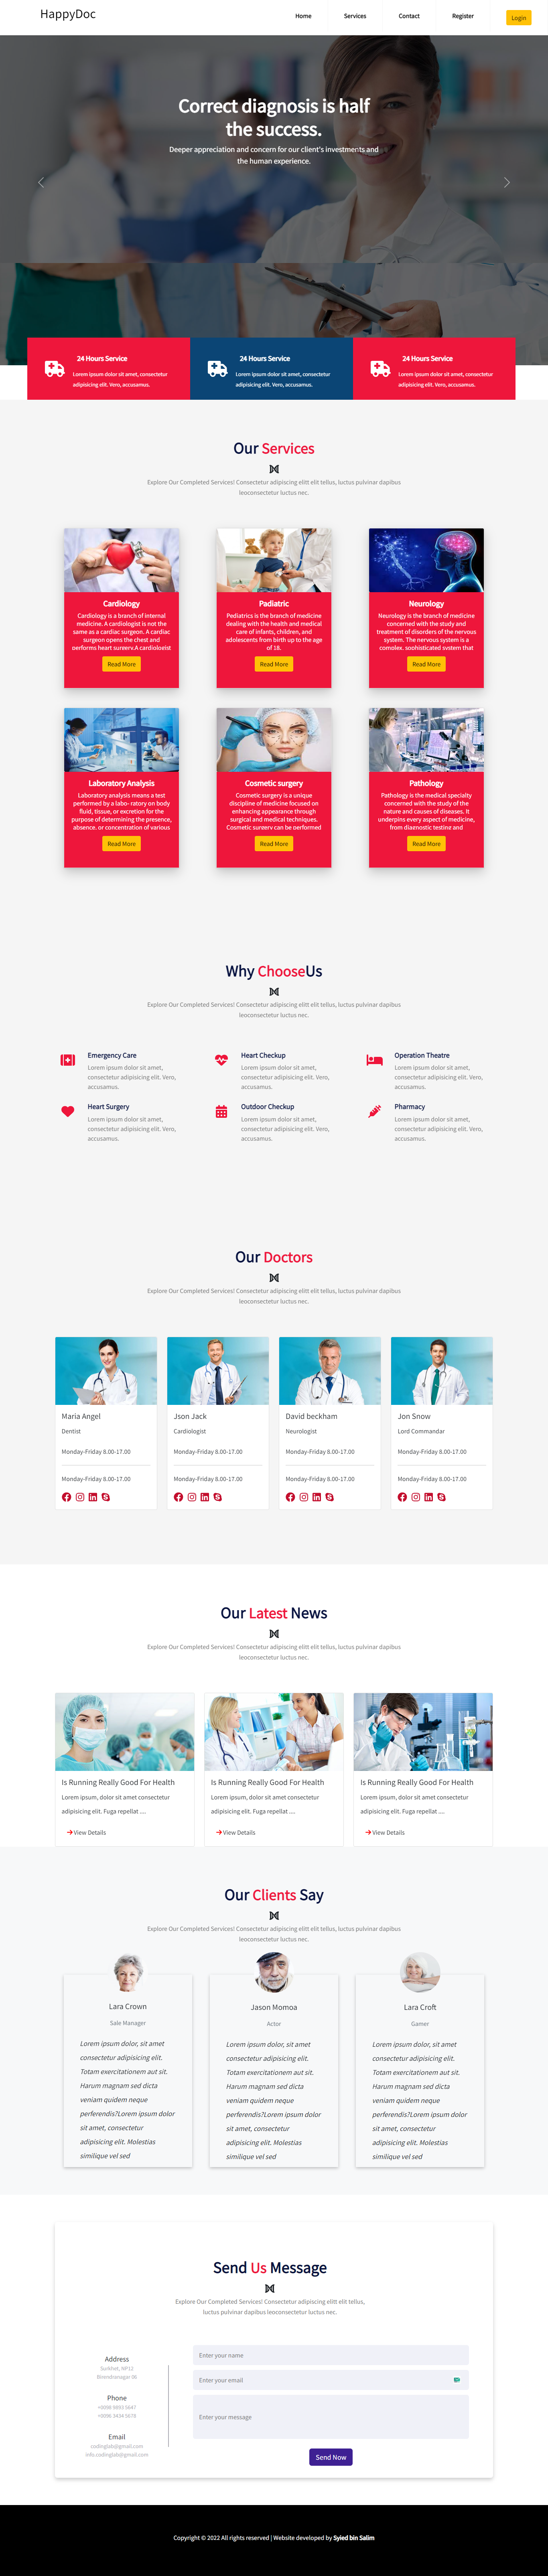 HappyDoc
Home
Services
Contact
Register
Login
Correct diagnosis is half
the success.
Deeper appreciation and concern for our client's investments and
the human experience.
24 Hours Service
Lorem ipsum dolor sit amet, consectetur
adipisicing elit. Vero, accusamus.
24 Hours Service
Lorem ipsum dolor sit amet, consectetur
adipisicing elit. Vero, accusamus.
24 Hours Service
Lorem ipsum dolor sit amet, consectetur
adipisicing elit. Vero, accusamus.
Our Services
Explore Our Completed Services! Consectetur adipiscing elitt elit tellus, luctus pulvinar dapibus
leoconsectetur luctus nec.
Cardiology
Cardiology is a branch of internal
medicine. A cardiologist is not the
same as a cardiac surgeon. A cardiac
surgeon opens the chest and
performs heart surgery. A cardiologist
Read More
Padiatric
Pediatrics is the branch of medicine
dealing with the health and medical
care of infants, children, and
adolescents from birth up to the age
of 18.
Read More
Neurology
Neurology is the branch of medicine
concerned with the study and
treatment of disorders of the nervous
system. The nervous system is a
complex, sophisticated system that
Read More
Laboratory Analysis
Laboratory analysis means a test
performed by a labo- ratory on body
fluid, tissue, or excretion for the
purpose of determining the presence,
absence, or concentration of various
Read More
Cosmetic surgery
Cosmetic surgery is a unique
discipline of medicine focused on
enhancing appearance through
surgical and medical techniques.
Cosmetic surgery can be performed
Read More
Pathology
Pathology is the medical specialty
concerned with the study of the
nature and causes of diseases. It
underpins every aspect of medicine,
from diagnostic testing and
Read More
Why ChooseUs
Explore Our Completed Services! Consectetur adipiscing elitt elit tellus, luctus pulvinar dapibus
leoconsectetur luctus nec.
Emergency Care
Lorem ipsum dolor sit amet,
consectetur adipisicing elit. Vero,
accusamus.
Heart Checkup
Lorem ipsum dolor sit amet,
consectetur adipisicing elit. Vero,
accusamus.
Operation Theatre
Lorem ipsum dolor sit amet,
consectetur adipisicing elit. Vero,
accusamus.
Heart Surgery
Lorem ipsum dolor sit amet,
consectetur adipisicing elit. Vero,
accusamus.
Outdoor Checkup
Lorem ipsum dolor sit amet,
consectetur adipisicing elit. Vero,
accusamus.
Pharmacy
Lorem ipsum dolor sit amet,
consectetur adipisicing elit. Vero,
accusamus.
Our Doctors
Explore Our Completed Services! Consectetur adipiscing elitt elit tellus, luctus pulvinar dapibus
leoconsectetur luctus nec.
Maria Angel
Dentist
Monday-Friday 8.00-17.00
Monday-Friday 8.00-17.00
Json Jack
Cardiologist
Monday-Friday 8.00-17.00
Monday-Friday 8.00-17.00
David beckham
Neurologist
Monday-Friday 8.00-17.00
Monday-Friday 8.00-17.00
Jon Snow
Lord Commandar
Monday-Friday 8.00-17.00
Monday-Friday 8.00-17.00
Our Latest News
Explore Our Completed Services! Consectetur adipiscing elitt elit tellus, luctus pulvinar dapibus
leoconsectetur luctus nec.
Is Running Really Good For Health
Lorem ipsum, dolor sit amet consectetur
adipisicing elit. Fuga repellat ....
View Details
Is Running Really Good For Health
Lorem ipsum, dolor sit amet consectetur
adipisicing elit. Fuga repellat ....
View Details
Is Running Really Good For Health
Lorem ipsum, dolor sit amet consectetur
adipisicing elit. Fuga repellat ....
View Details
Our Clients Say
Explore Our Completed Services! Consectetur adipiscing elitt elit tellus, luctus pulvinar dapibus
leoconsectetur luctus nec.
Lara Crown
Sale Manager
Lorem ipsum dolor, sit amet
consectetur adipisicing elit.
Totam exercitationem aut sit.
Harum magnam sed dicta
veniam quidem neque
perferendis?Lorem ipsum dolor
sit amet, consectetur
adipisicing elit. Molestias
similique vel sed
Jason Momoa
Actor
Lorem ipsum dolor, sit amet
consectetur adipisicing elit.
Totam exercitationem aut sit.
Harum magnam sed dicta
veniam quidem neque
perferendis?Lorem ipsum dolor
sit amet, consectetur
adipisicing elit. Molestias
similique vel sed
Lara Croft
Gamer
Lorem ipsum dolor, sit amet
consectetur adipisicing elit.
Totam exercitationem aut sit.
Harum magnam sed dicta
veniam quidem neque
perferendis?Lorem ipsum dolor
sit amet, consectetur
adipisicing elit. Molestias
similique vel sed
Send Us Message
Explore Our Completed Services! Consectetur adipiscing elitt elit tellus,
luctus pulvinar dapibus leoconsectetur luctus nec.
Address
Surkhet, NP12
Birendranagar 06
Phone
+0098 9893 5647
+0096 3434 5678
Email
codinglab@gmail.com
info.codinglab@gmail.com
Enter your name
Enter your email
Enter your message
Send Now
Copyright © 2022 All rights reserved | Website developed by Syied bin Salim